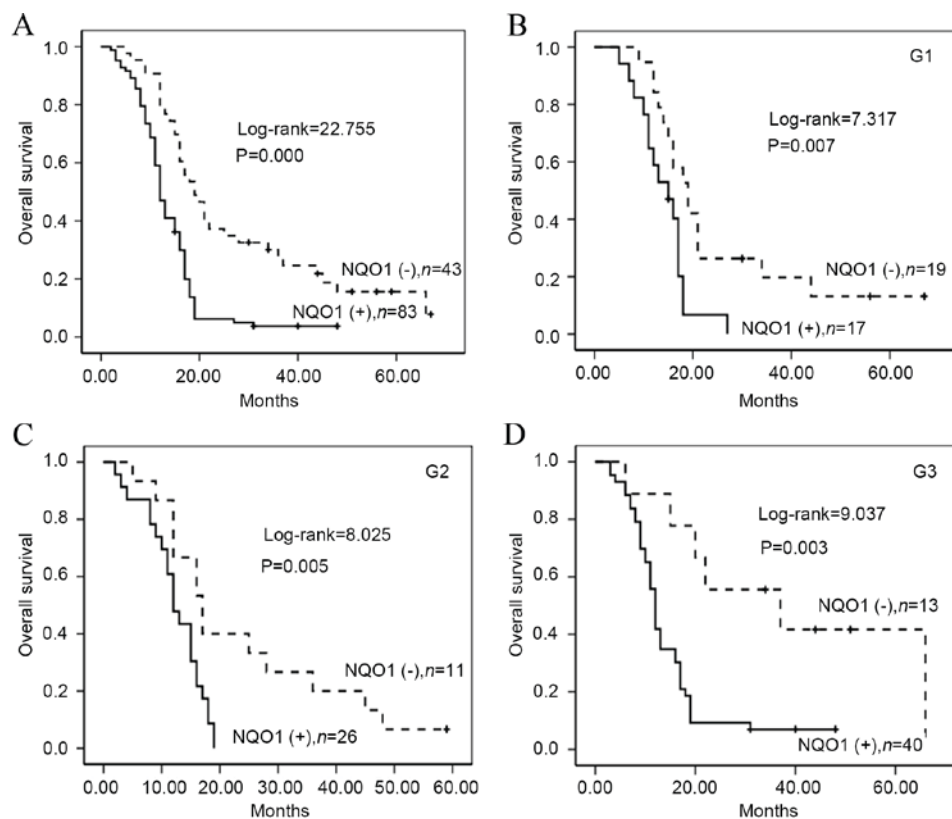 A
Overall survival
1.0
0.8
0.6
0.4
0.2
0.0
Log-rank=22.755
P=0.000
NQO1 (-),n=43
NQO1 (+),n=83
0.00 20.00 40.00 60.00
Months
B
G1
Overall survival
1.0
0.8
0.6
0.4
0.2
0.0
Log-rank=7.317
P=0.007
NQO1 (-),n=19
NQO1 (+),n=17
0.00 20.00 40.00 60.00
Months
C
G2
Overall survival
1.0
0.8
0.6
0.4
0.2
0.0
Log-rank=8.025
P=0.005
NQO1 (-),n=11
NQO1 (+),n=26
0.00 10.00 20.00 30.00 40.00 50.00 60.00
Months
D
G3
Overall survival
1.0
0.8
0.6
0.4
0.2
0.0
Log-rank=9.037
P=0.003
NQO1 (-),n=13
NQO1 (+),n=40
0.00 20.00 40.00 60.00
Months